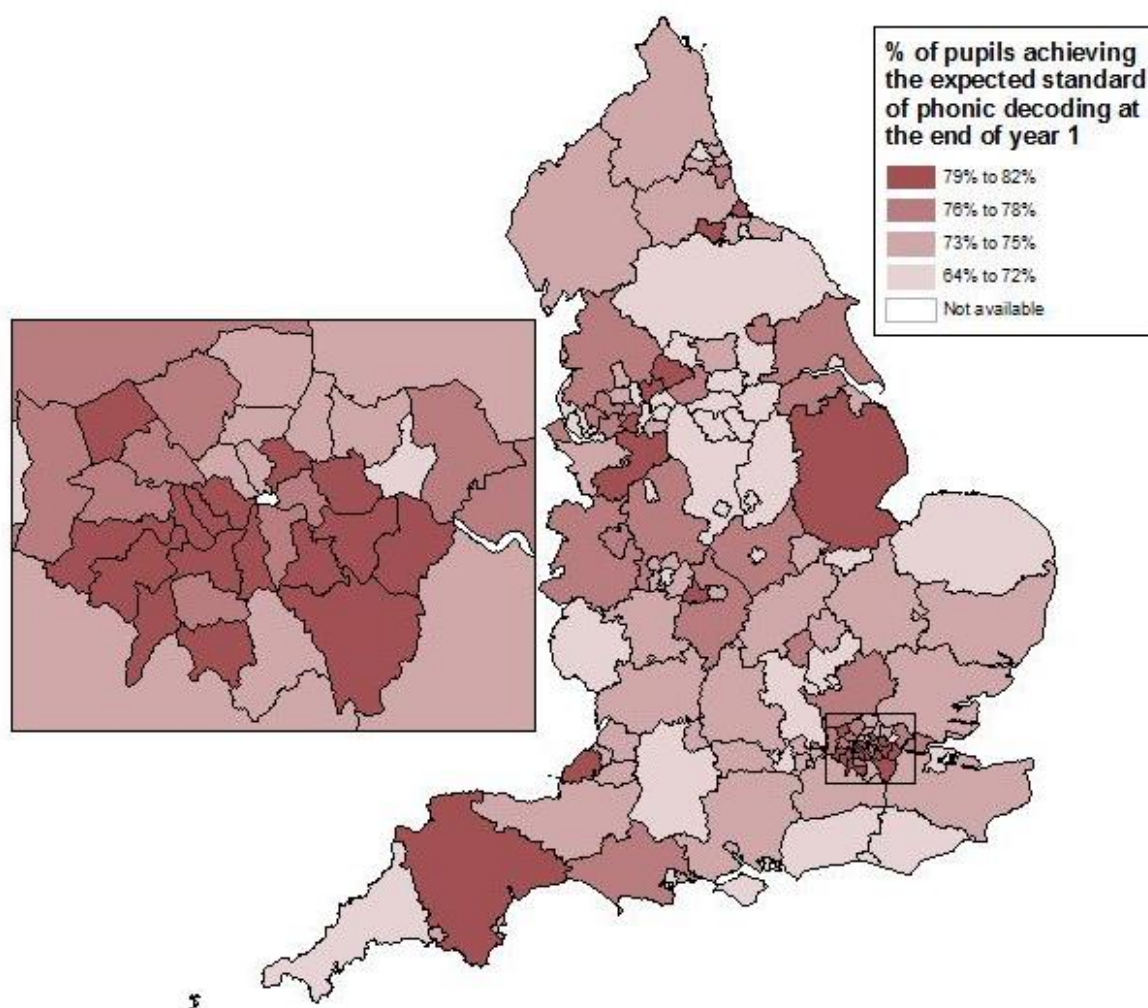 % of pupils achieving
the expected standard
of phonic decoding at
the end of year 1
79% to 82%
76% to 78%
73% to 75%
64% to 72%
Not available